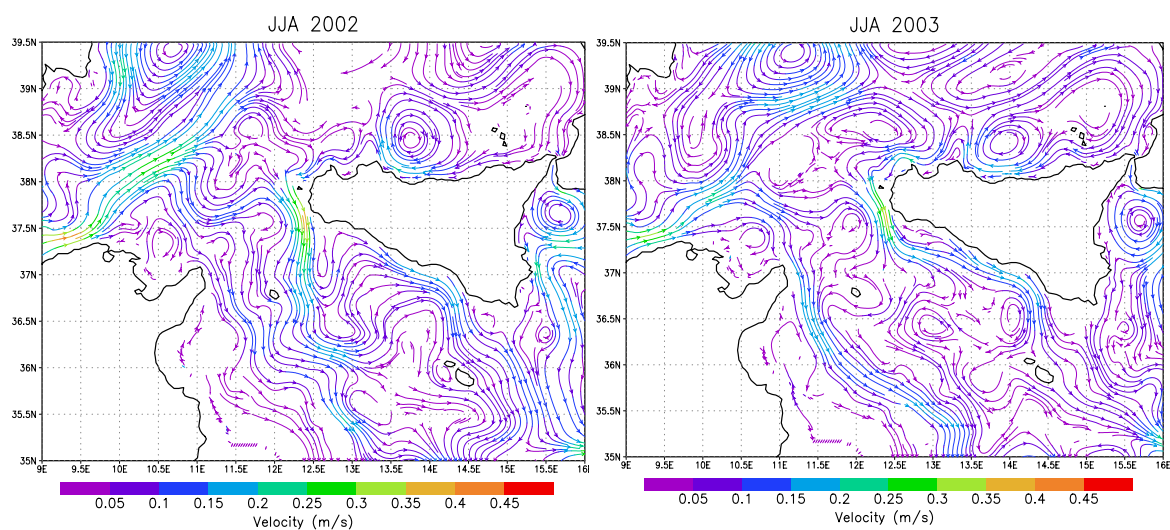 JJA 2002
39.5N
39N
38.5N
38N
37.5N
37N
36.5N
36N
35.5N
35N
9E 9.5E 10E 10.5E 11E 11.5E 12E 12.5E 13E 13.5E 14E 14.5E 15E 15.5E 16E
0.05 0.1 0.15 0.2 0.25 0.3 0.35 0.4 0.45
Velocity (m/s)
JJA 2003
39.5N
39N
38.5N
38N
37.5N
37N
36.5N
36N
35.5N
35N
9E 9.5E 10E 10.5E 11E 11.5E 12E 12.5E 13E 13.5E 14E 14.5E 15E 15.5E 16E
0.05 0.1 0.15 0.2 0.25 0.3 0.35 0.4 0.45
Velocity (m/s)